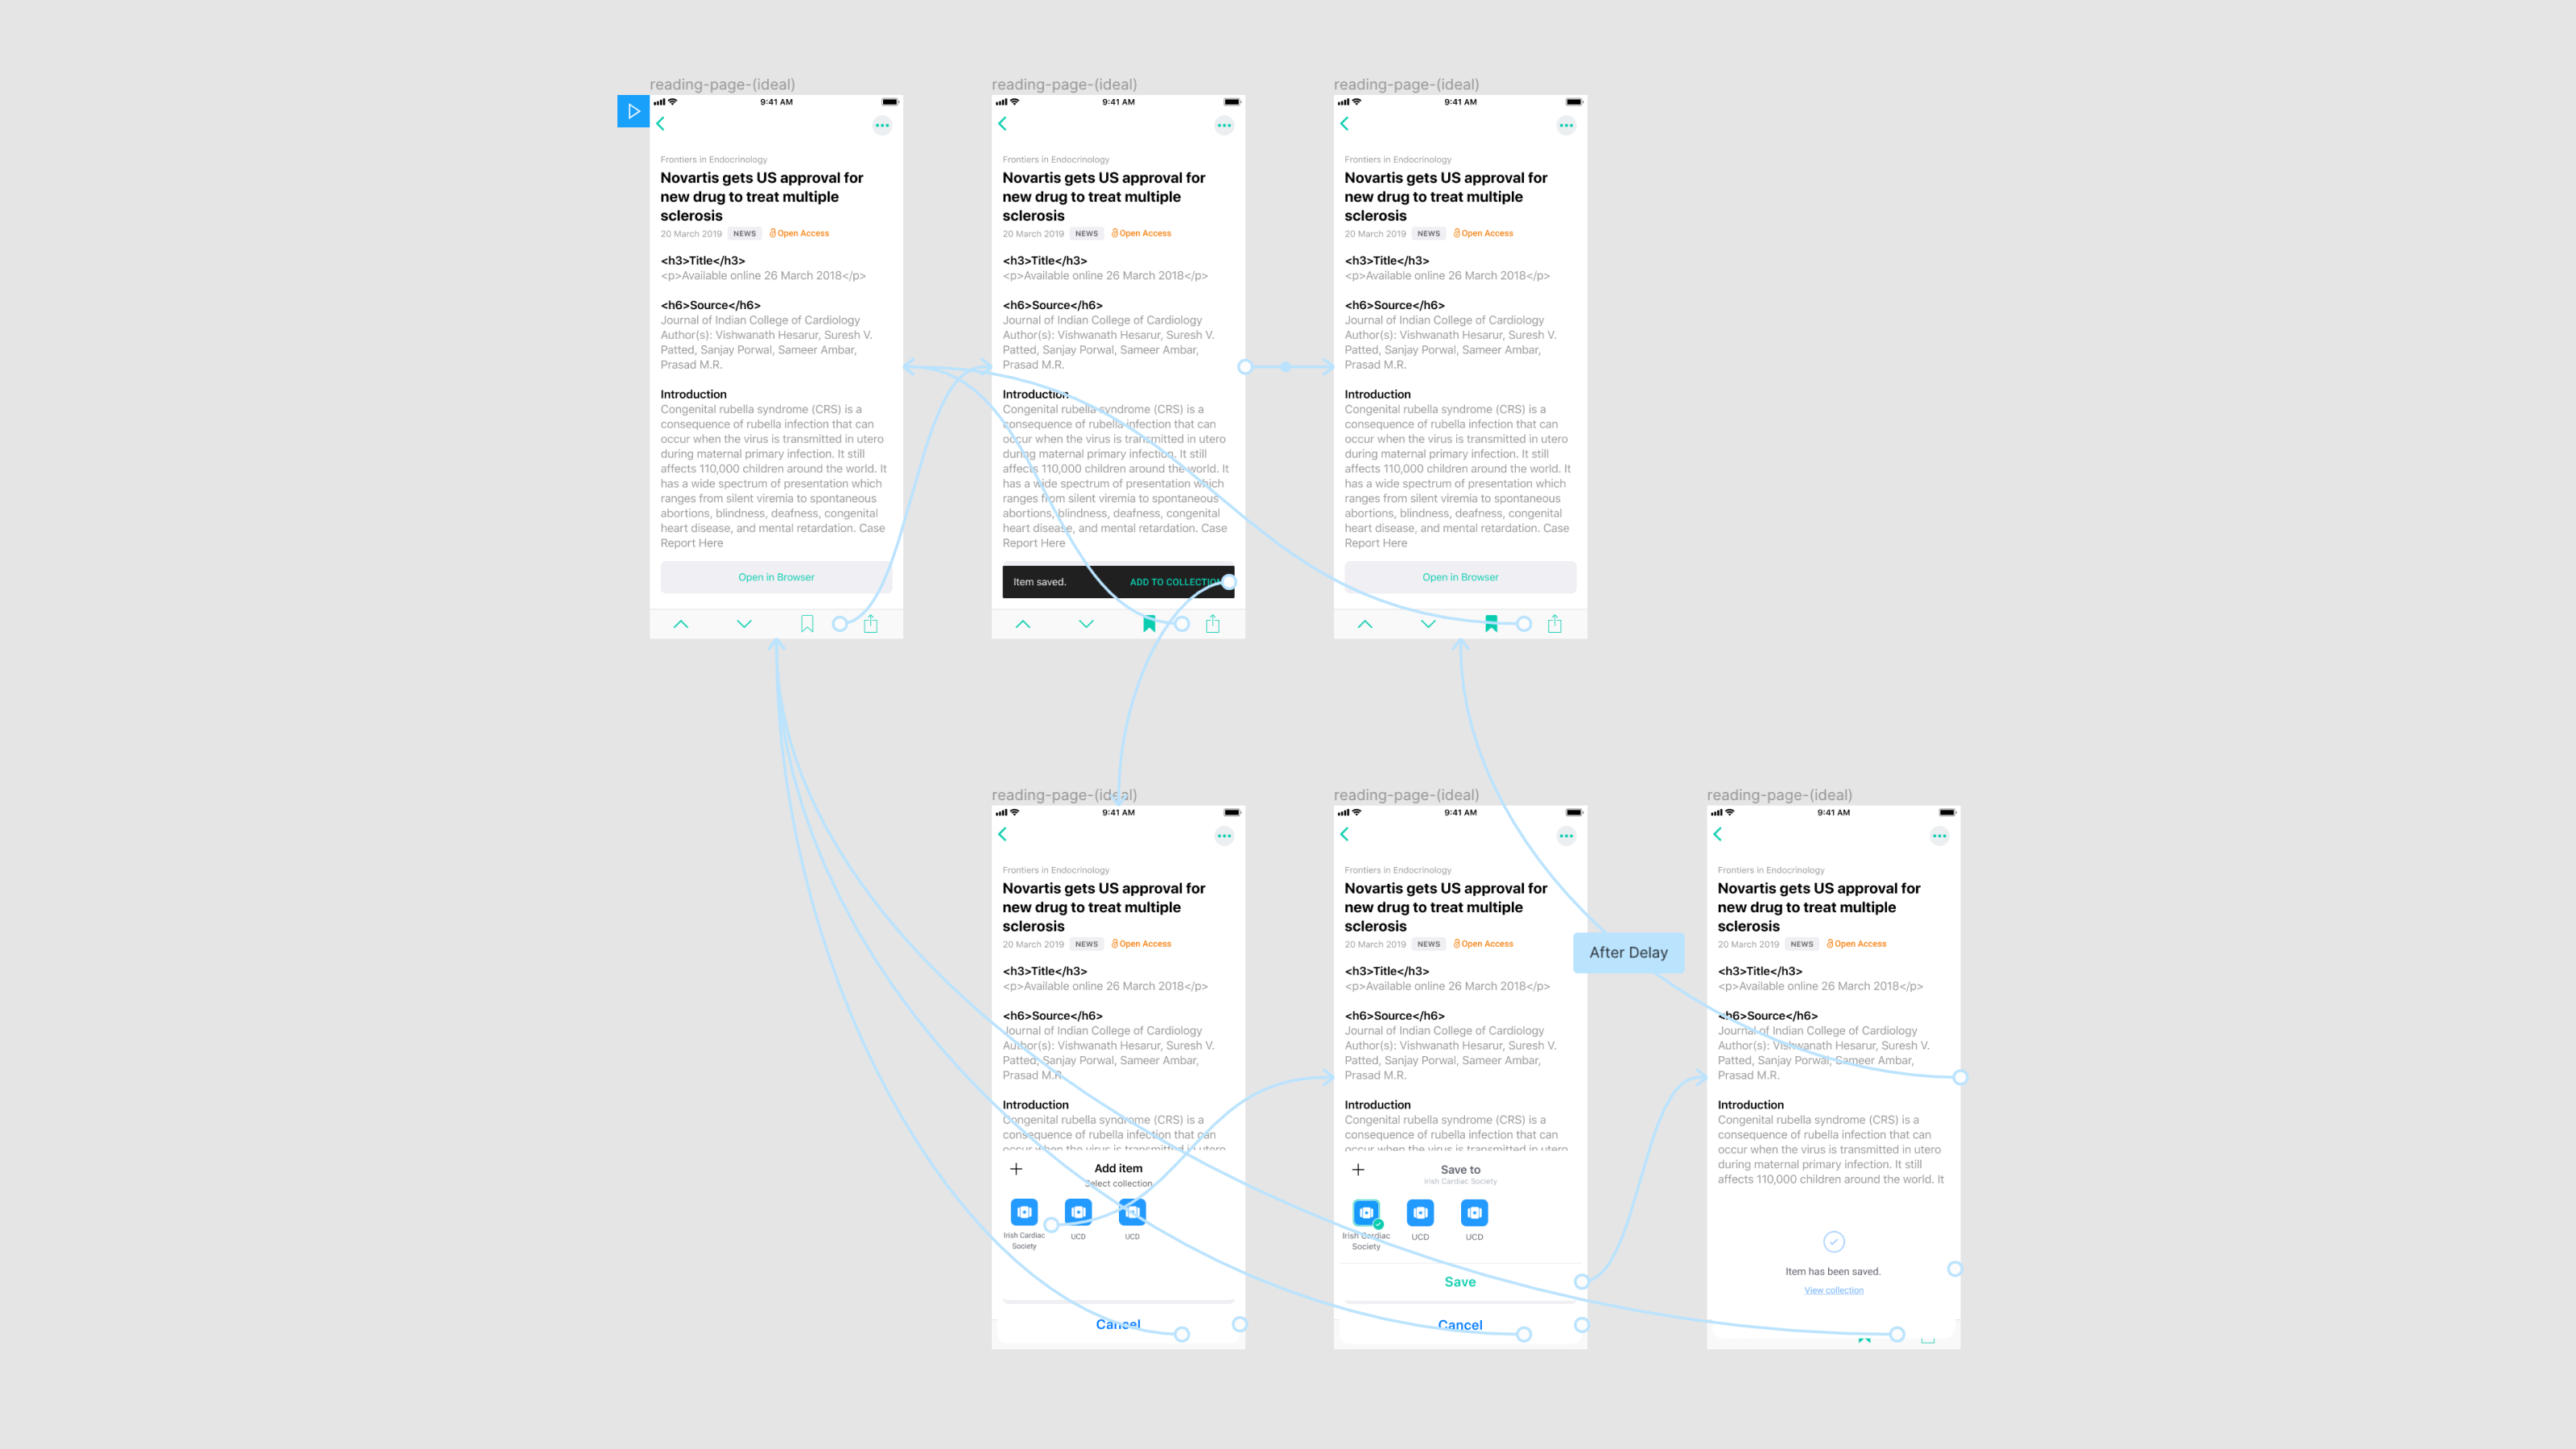 reading-page-(ideal)
9:41 AM
Frontiers in Endocrinology
Novartis gets US approval for
new drug to treat multiple
sclerosis
20 March 2019 NEWS Open Access
<h3>Title</h3>
<p>Available online 26 March 2018</p>
<h6>Source</h6>
Journal of Indian College of Cardiology
Author(s): Vishwanath Hesarur, Suresh V.
Patted, Sanjay Porwal, Sameer Ambar,
Prasad M.R.
Introduction
Congenital rubella syndrome (CRS) is a
consequence of rubella infection that can
occur when the virus is transmitted in utero
during maternal primary infection. It still
affects 110,000 children around the world. It
has a wide spectrum of presentation which
ranges from silent viremia to spontaneous
abortions, blindness, deafness, congenital
heart disease, and mental retardation. Case
Report Here
Open in Browser
reading-page-(ideal)
9:41 AM
Frontiers in Endocrinology
Novartis gets US approval for
new drug to treat multiple
sclerosis
20 March 2019 NEWS Open Access
<h3>Title</h3>
<p>Available online 26 March 2018</p>
<h6>Source</h6>
Journal of Indian College of Cardiology
Author(s): Vishwanath Hesarur, Suresh V.
Patted, Sanjay Porwal, Sameer Ambar,
Prasad M.R.
Introduction
Congenital rubella syndrome (CRS) is a
consequence of rubella infection that can
occur when the virus is transmitted in utero
during maternal primary infection. It still
affects 110,000 children around the world. It
has a wide spectrum of presentation which
ranges from silent viremia to spontaneous
abortions, blindness, deafness, congenital
heart disease, and mental retardation. Case
Report Here
Item saved. ADD TO COLLECTION
reading-page-(ideal)
9:41 AM
Frontiers in Endocrinology
Novartis gets US approval for
new drug to treat multiple
sclerosis
20 March 2019 NEWS Open Access
<h3>Title</h3>
<p>Available online 26 March 2018</p>
<h6>Source</h6>
Journal of Indian College of Cardiology
Author(s): Vishwanath Hesarur, Suresh V.
Patted, Sanjay Porwal, Sameer Ambar,
Prasad M.R.
Introduction
Congenital rubella syndrome (CRS) is a
consequence of rubella infection that can
occur when the virus is transmitted in utero
during maternal primary infection. It still
affects 110,000 children around the world. It
has a wide spectrum of presentation which
ranges from silent viremia to spontaneous
abortions, blindness, deafness, congenital
heart disease, and mental retardation. Case
Report Here
Open in Browser
reading-page-(ideal)
9:41 AM
Frontiers in Endocrinology
Novartis gets US approval for
new drug to treat multiple
sclerosis
20 March 2019 NEWS Open Access
<h3>Title</h3>
<p>Available online 26 March 2018</p>
<h6>Source</h6>
Journal of Indian College of Cardiology
Author(s): Vishwanath Hesarur, Suresh V.
Patted, Sanjay Porwal, Sameer Ambar,
Prasad M.R.
Introduction
Congenital rubella syndrome (CRS) is a
consequence of rubella infection that can
occur when the virus is transmitted in utero
Add item
Select collection
Irish Cardiac
Society
UCD
UCD
Cancel
reading-page-(ideal)
9:41 AM
Frontiers in Endocrinology
Novartis gets US approval for
new drug to treat multiple
sclerosis
20 March 2019 NEWS Open Access
<h3>Title</h3>
<p>Available online 26 March 2018</p>
<h6>Source</h6>
Journal of Indian College of Cardiology
Author(s): Vishwanath Hesarur, Suresh V.
Patted, Sanjay Porwal, Sameer Ambar,
Prasad M.R.
Introduction
Congenital rubella syndrome (CRS) is a
consequence of rubella infection that can
occur when the virus is transmitted in utero
Save to
Irish Cardiac Society
Irish Cardiac
Society
UCD
UCD
Save
Cancel
After Delay
reading-page-(ideal)
9:41 AM
Frontiers in Endocrinology
Novartis gets US approval for
new drug to treat multiple
sclerosis
20 March 2019 NEWS Open Access
<h3>Title</h3>
<p>Available online 26 March 2018</p>
<h6>Source</h6>
Journal of Indian College of Cardiology
Author(s): Vishwanath Hesarur, Suresh V.
Patted, Sanjay Porwal, Sameer Ambar,
Prasad M.R.
Introduction
Congenital rubella syndrome (CRS) is a
consequence of rubella infection that can
occur when the virus is transmitted in utero
during maternal primary infection. It still
affects 110,000 children around the world. It
Item has been saved.
View collection